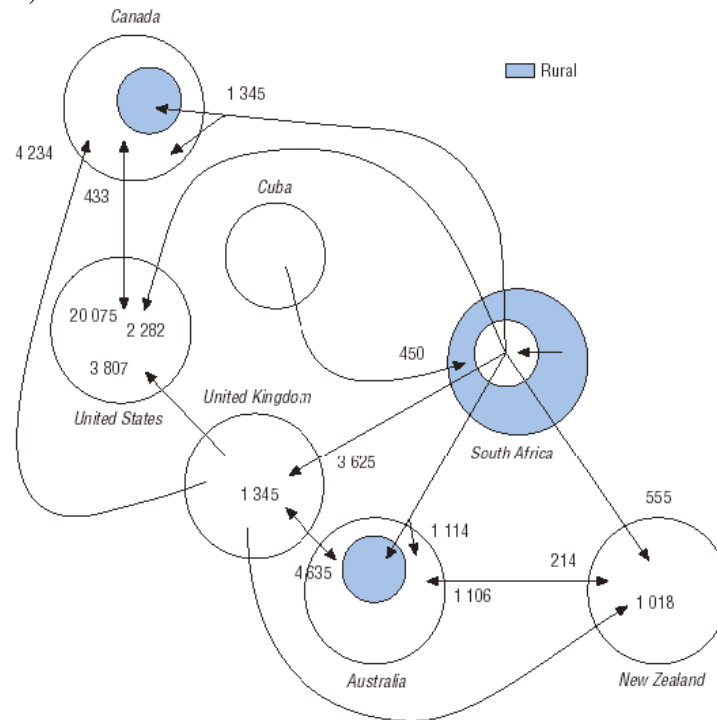 Canada
Rural
1 345
4 234
433
Cuba
20 075
2 282
3 807
450
United States
United Kingdom
South Africa
3 625
1 345
555
1 114
4 635
214
1 106
1 018
Australia
New Zealand